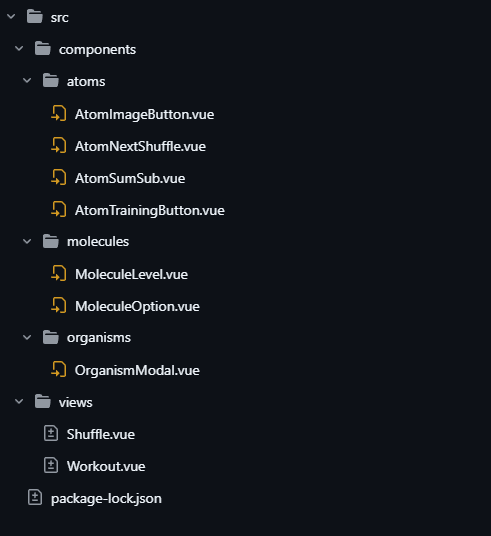 src
components
atoms
AtomImageButton.vue
AtomNextShuffle.vue
AtomSumSub.vue
AtomTrainingButton.vue
molecules
MoleculeLevel.vue
MoleculeOption.vue
organisms
OrganismModal.vue
views
Shuffle.vue
Workout.vue
package-lock.json